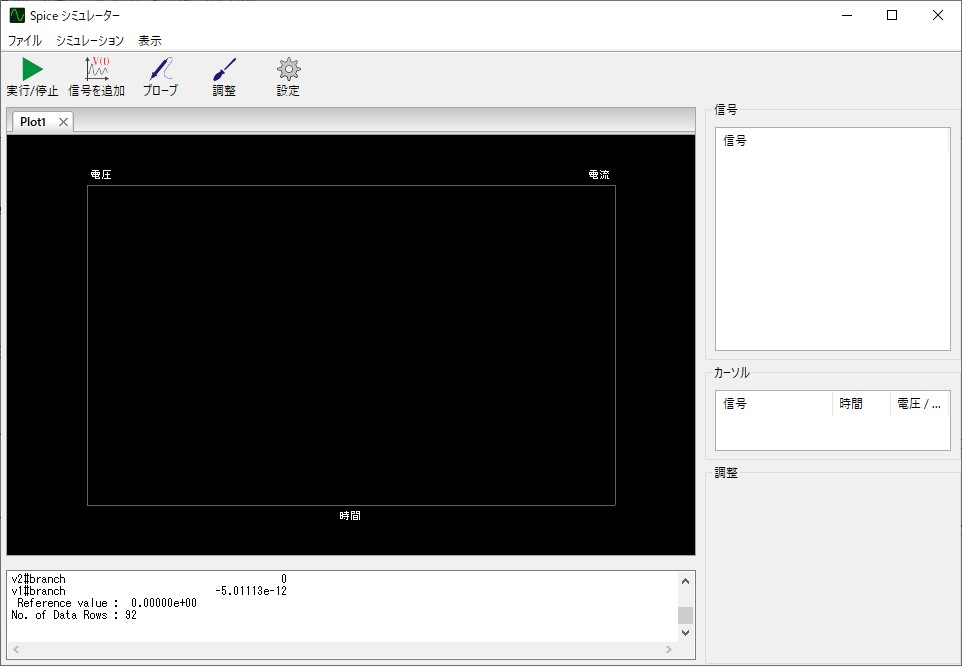 Spice シミュレーター
ファイル シミュレーション 表示
実行/停止 信号を追加 プローブ 調整 設定
Plot1
電圧 電流
時間
v2#branch 0
v1#branch -5.01113e-12
Reference value : 0.00000e+00
No. of Data Rows : 92
信号
信号
カーソル
信号 時間 電圧 / ...
調整